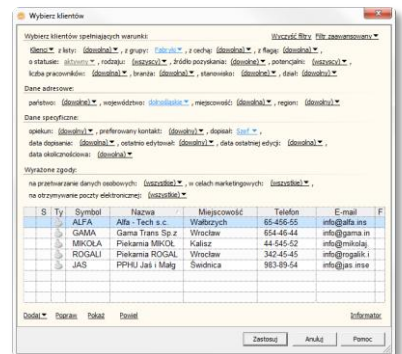 Wybierz klientów
Wybierz klientów spełniających warunki: Wyczyść filtry Filtr zaawansowany
Klienci z listy: (dowolna), z grupy: Fabryki, z cechą: (dowolna), z flagą: (dowolna)
o statusie: aktywny, rodzaju: (wszyscy), źródło pozyskania: (dowolne), potencjalni: (wszyscy),
liczba pracowników: (dowolna), branża: (dowolna), stanowisko: (dowolne), dział: (dowolny)
Dane adresowe:
państwo: (dowolne), województwo: dolnośląskie, miejscowość: (dowolna), region: (dowolny)
Dane specyficzne:
opiekun: (dowolny), preferowany kontakt: (dowolny), dopisał: Szef,
data dopisania: (dowolna), ostatnio edytował: (dowolny), data ostatniej edycji: (dowolna),
data okolicznościowa: (dowolna)
Wyrażone zgody:
na przetwarzanie danych osobowych: (wszystkie), w celach marketingowych: (wszystkie),
na otrzymywanie poczty elektronicznej: (wszystkie)
S Ty Symbol Nazwa Miejscowość Telefon E-mail F
ALFA Alfa - Tech s.c. Wałbrzych 65-456-55 info@alfa.ins
GAMA Gama Trans Sp.z Wrocław 654-46-44 info@gama.in
MIKOŁA Piekarnia MIKOŁ Kalisz 44-545-52 info@mikolaj.
ROGALI Piekarnia ROGAL Wrocław 342-45-45 info@rogalik.i
JAS PPHU Jaś i Małg Świdnica 983-89-54 info@jas.inse
Dodaj Popraw Pokaż Powiel Informator
Zastosuj Anuluj Pomoc